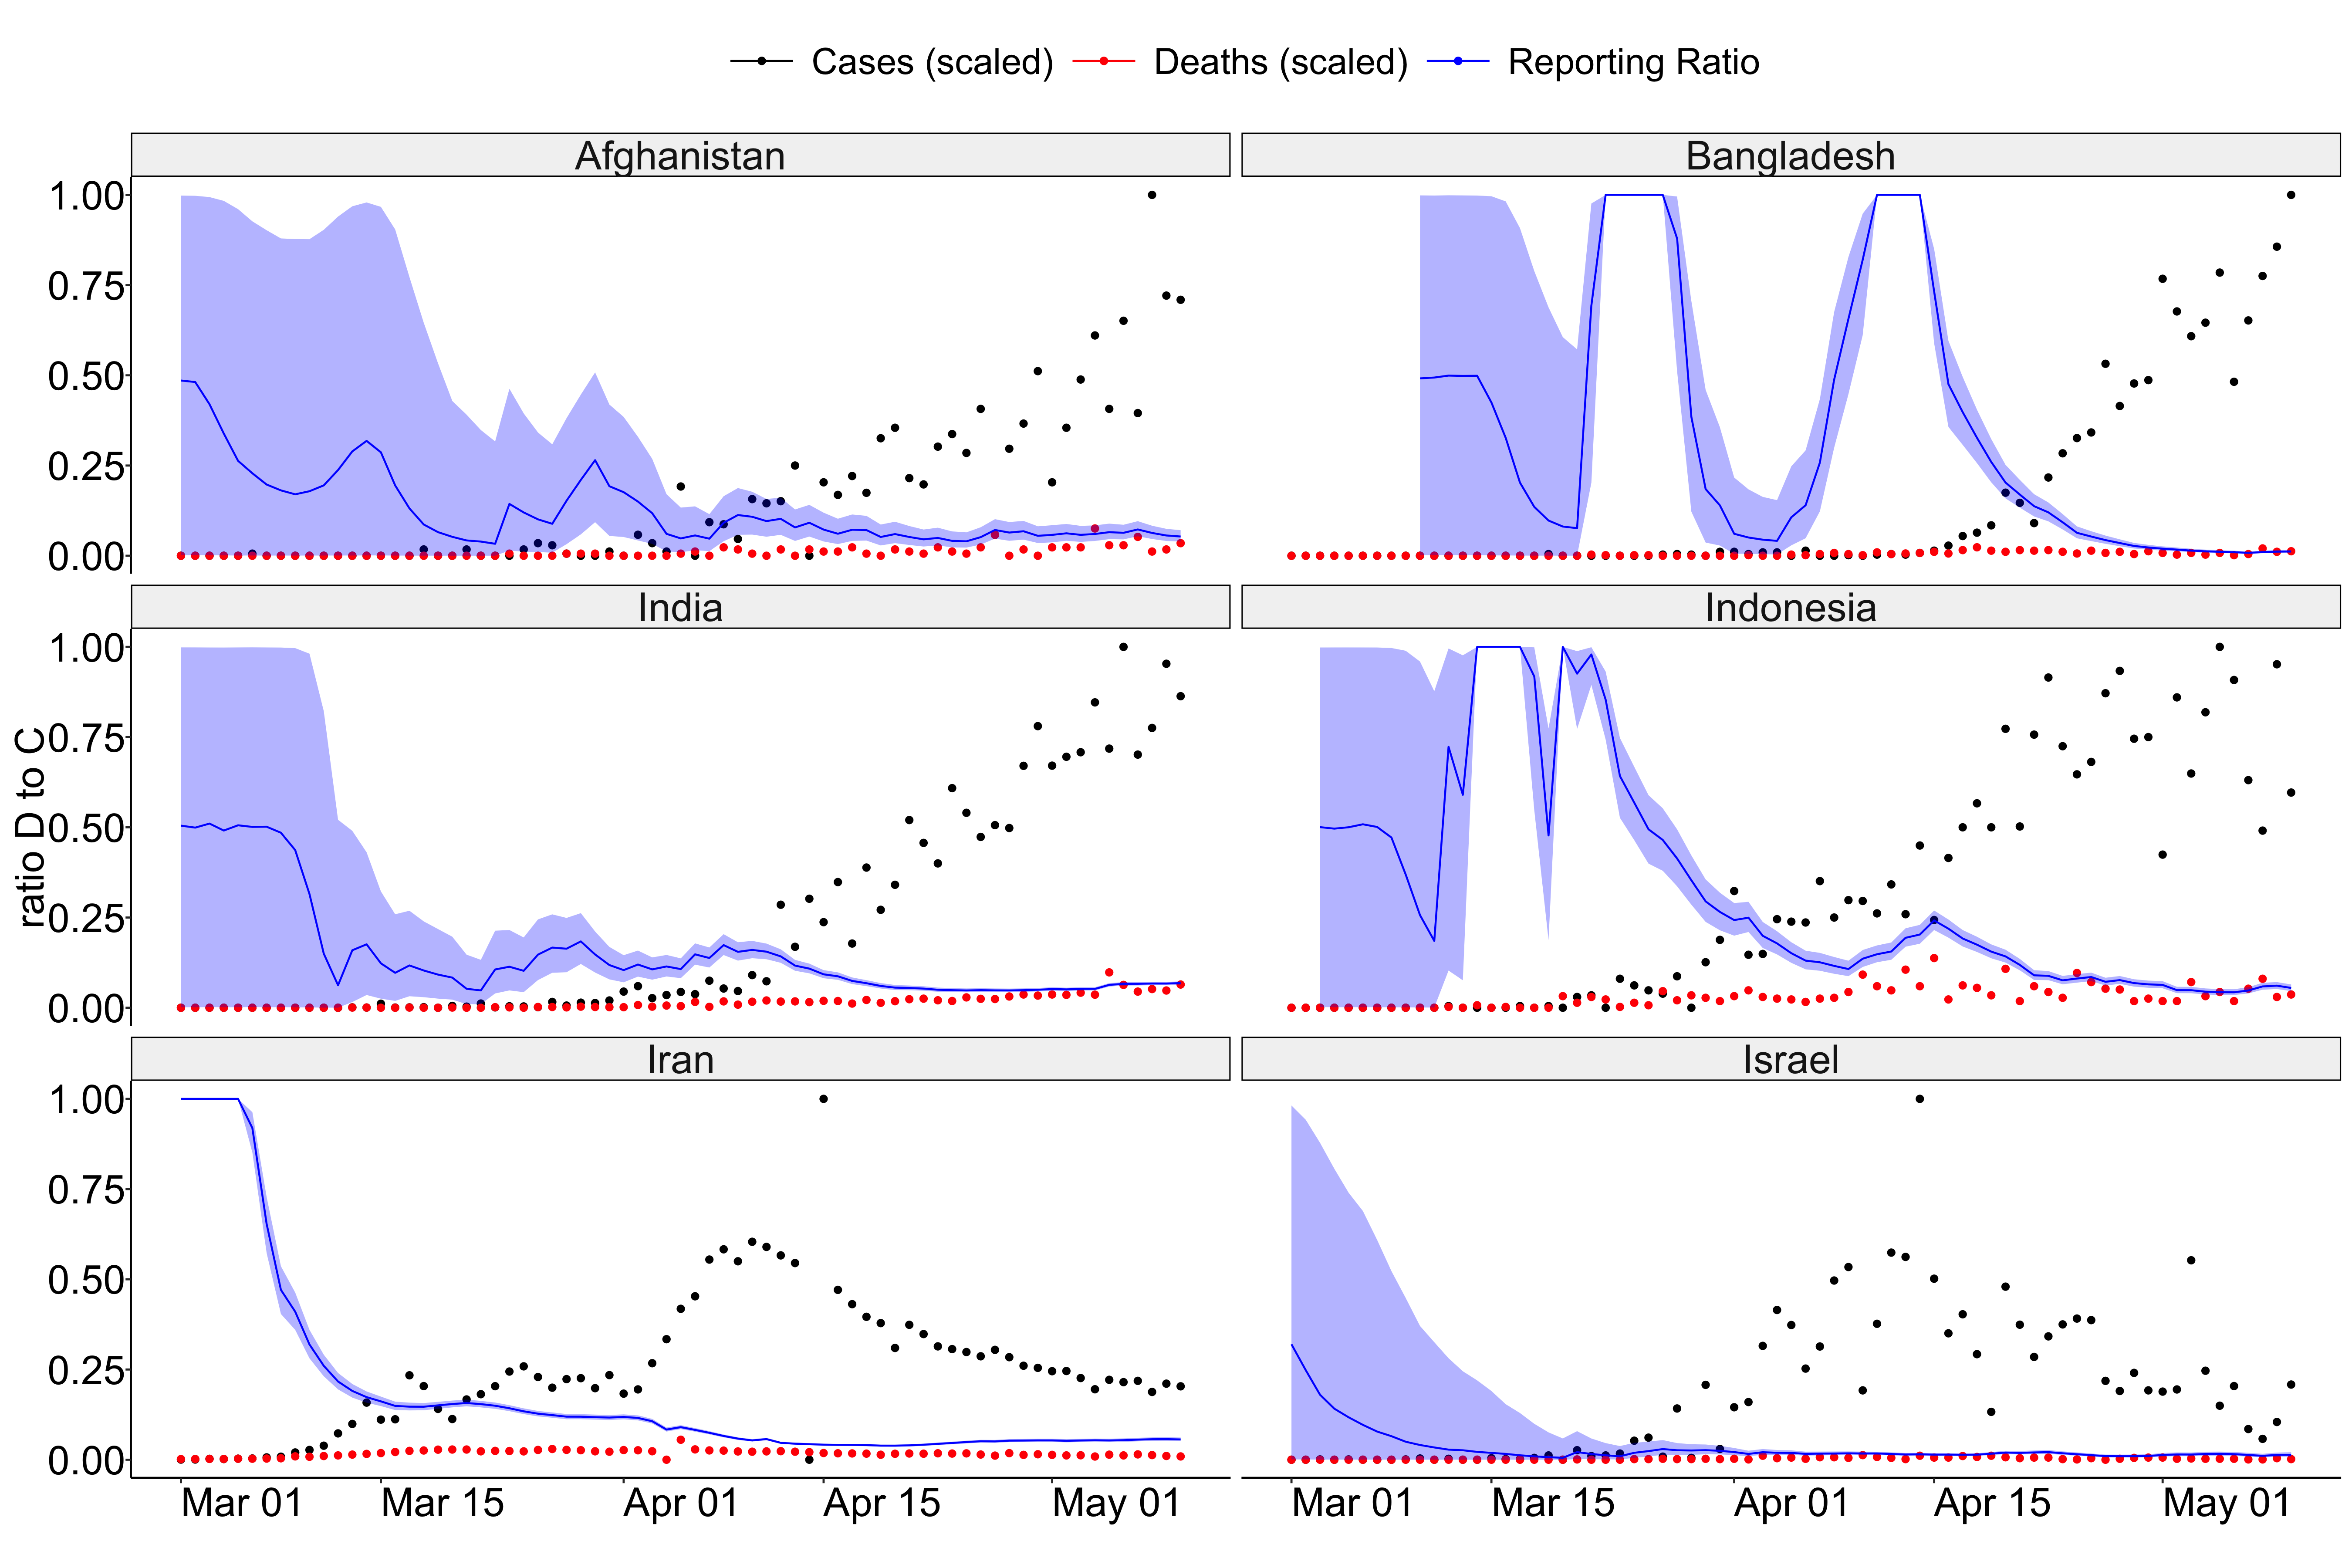 Cases (scaled) Deaths (scaled) Reporting Ratio
Afghanistan Bangladesh
1.00
0.75
0.50
0.25
0.00
India Indonesia
1.00
0.75
0.50
0.25
0.00
ratio D to C
Iran Israel
1.00
0.75
0.50
0.25
0.00
Mar 01 Mar 15 Apr 01 Apr 15 May 01 Mar 01 Mar 15 Apr 01 Apr 15 May 01